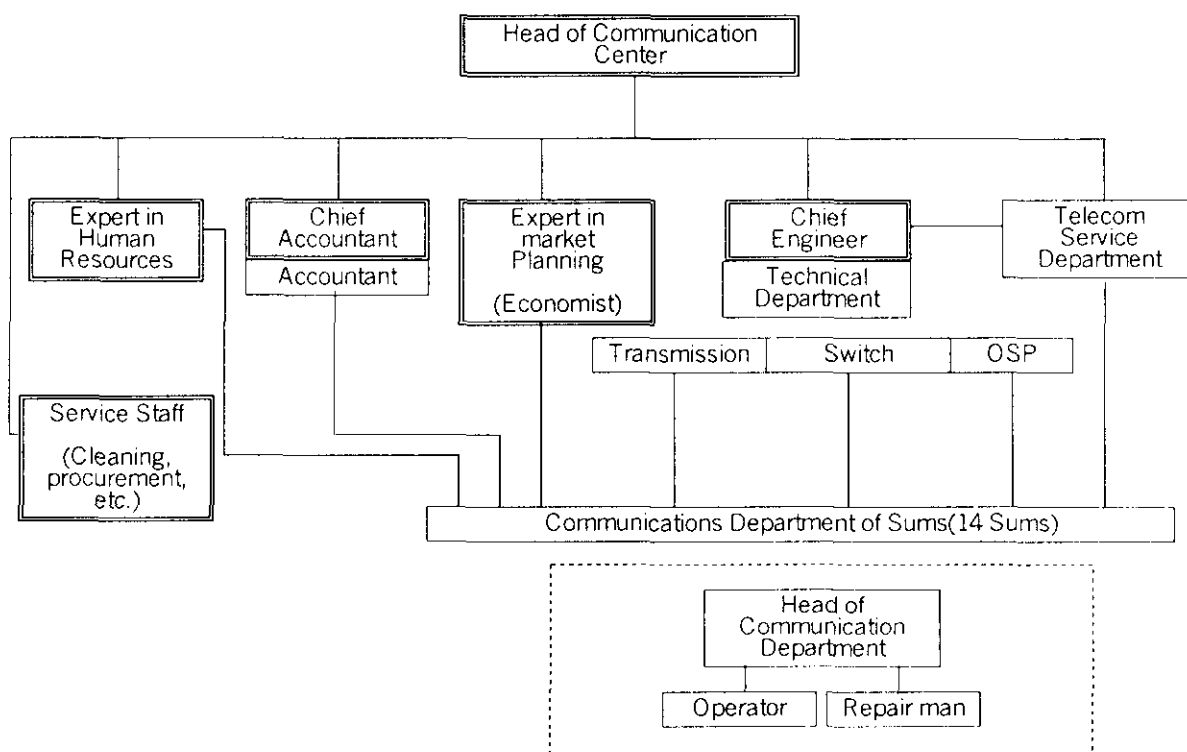 Head of Communication
Center
Expert in
Human
Resources
Chief
Accountant
Accountant
Expert in
market
Planning
(Economist)
Chief
Engineer
Technical
Department
Telecom
Service
Department
Transmission
Switch
OSP
Service Staff
(Cleaning,
procurement,
etc.)
Communications Department of Sums(14 Sums)
Head of
Communication
Department
Operator
Repair man